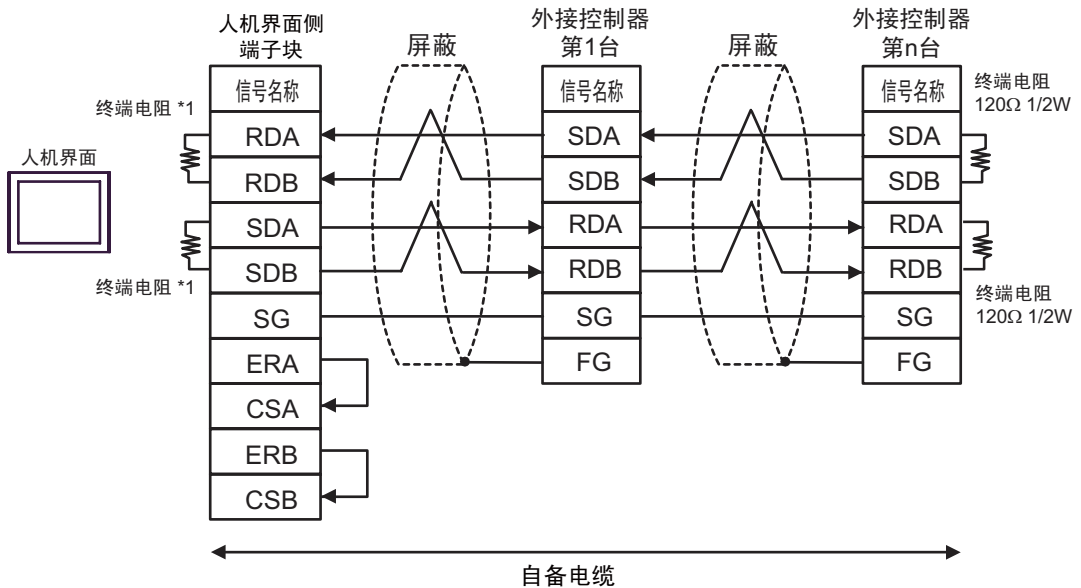 人机界面侧
端子块
屏蔽
外接控制器
第1台
屏蔽
外接控制器
第n台
人机界面
终端电阻 *1
终端电阻 *1
信号名称
RDA
RDB
SDA
SDB
SG
ERA
CSA
ERB
CSB
信号名称
SDA
SDB
RDA
RDB
SG
FG
信号名称
SDA
SDB
RDA
RDB
SG
FG
终端电阻
120Ω 1/2W
终端电阻
120Ω 1/2W
自备电缆